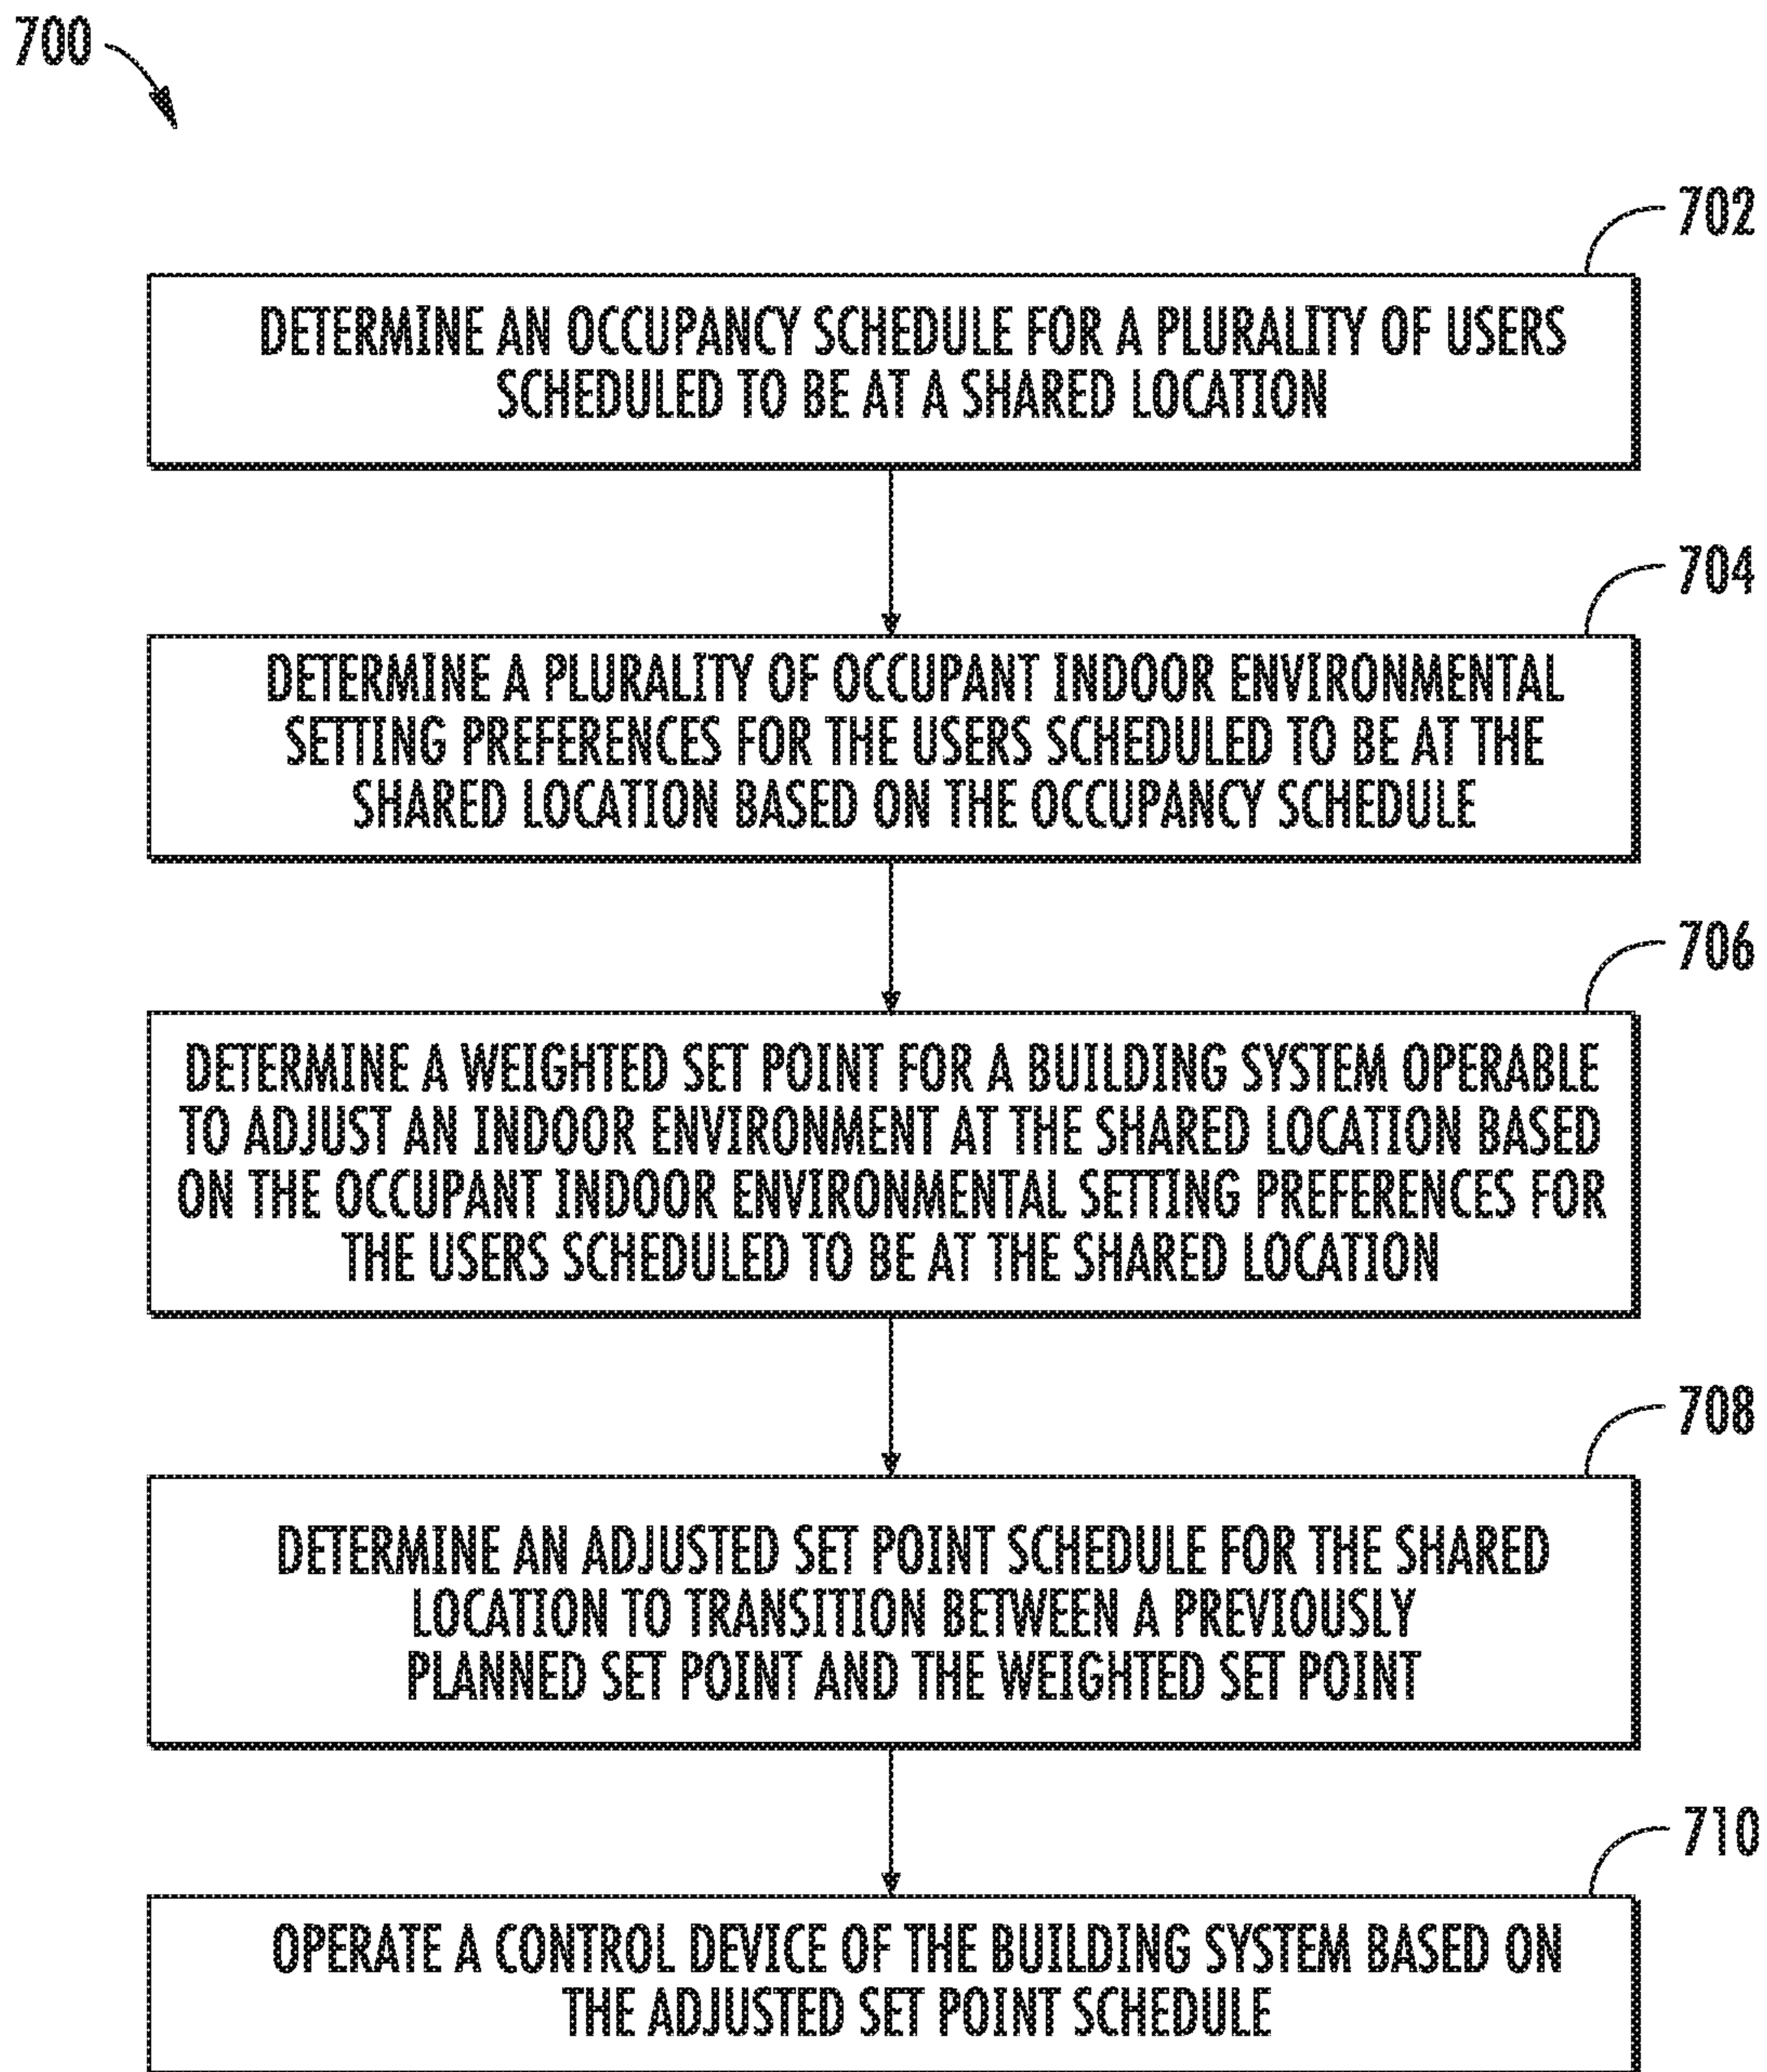 700
702
DETERMINE AN OCCUPANCY SCHEDULE FOR A PLURALITY OF USERS
SCHEDULED TO BE AT A SHARED LOCATION
704
DETERMINE A PLURALITY OF OCCUPANT INDOOR ENVIRONMENTAL
SETTING PREFERENCES FOR THE USERS SCHEDULED TO BE AT THE
SHARED LOCATION BASED ON THE OCCUPANCY SCHEDULE
706
DETERMINE A WEIGHTED SET POINT FOR A BUILDING SYSTEM OPERABLE
TO ADJUST AN INDOOR ENVIRONMENT AT THE SHARED LOCATION BASED
ON THE OCCUPANT INDOOR ENVIRONMENTAL SETTING PREFERENCES FOR
THE USERS SCHEDULED TO BE AT THE SHARED LOCATION
708
DETERMINE AN ADJUSTED SET POINT SCHEDULE FOR THE SHARED
LOCATION TO TRANSITION BETWEEN A PREVIOUSLY
PLANNED SET POINT AND THE WEIGHTED SET POINT
710
OPERATE A CONTROL DEVICE OF THE BUILDING SYSTEM BASED ON
THE ADJUSTED SET POINT SCHEDULE